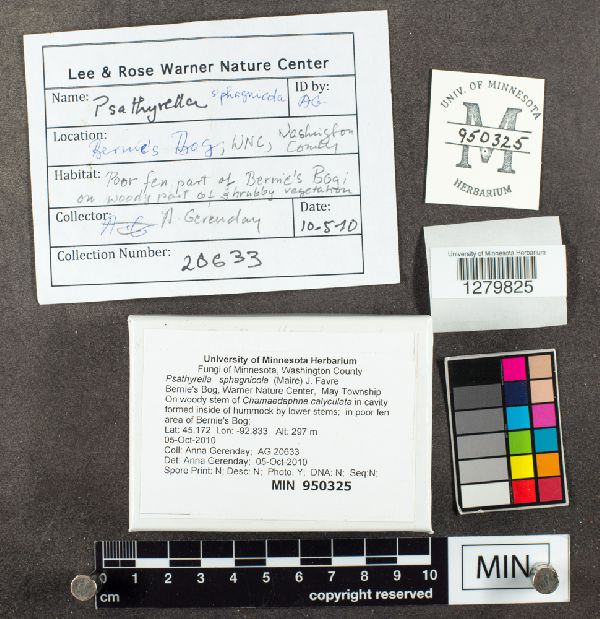 Lee & Rose Warner Nature Center
Name: Psathyrella sphagnicola
ID by: AG
Location: Bernie's Bog, WNC, Washington County
Habitat: Poor fen part of Bernie's Bog;
on woody part of shrubby vegetation
Collector: AG A. Gerenday
Date: 10-5-10
Collection Number: 20633
UNIV. OF MINNESOTA
M
950325
HERBARIUM
University of Minnesota Herbarium
1279825
University of Minnesota Herbarium
Fungi of Minnesota, Washington County
Psathyrella sphagnicola (Maire) J. Favre
Bernie's Bog, Warner Nature Center, May Township
On woody stem of Chamaedaphne calyculata in cavity
formed inside of hummock by lower stems; in poor fen
area of Bernie's Bog;
Lat: 45.172 Lon: -92.833 Alt: 297 m
05-Oct-2010
Coll: Anna Gerenday; AG 20633
Det: Anna Gerenday; 05-Oct-2010
Spore Print: N; Desc: N; Photo: Y; DNA: N; Seq:N;
MIN 950325
0 1 2 3 4 5 6 7 8 9 10
cm copyright reserved
MIN